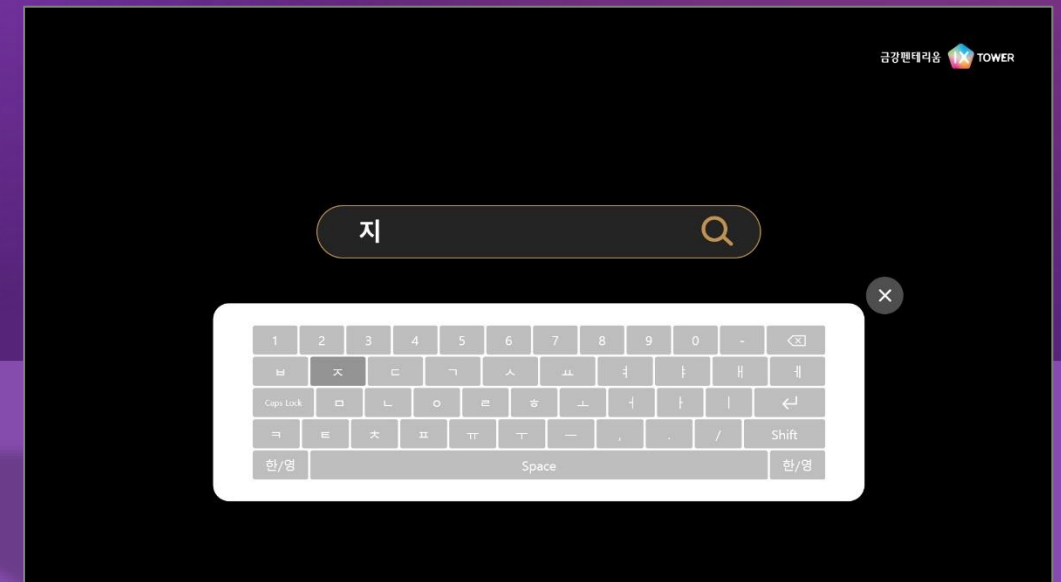 금강펜테리움 IX TOWER
지
1 2 3 4 5 6 7 8 9 0 -
ㅂ ㅈ ㄷ ㄱ ㅅ ㅛ ㅕ ㅑ ㅐ ㅔ
Caps Lock ㅁ ㄴ ㅇ ㄹ ㅎ ㅗ ㅓ ㅏ ㅣ
ㅋ ㅌ ㅊ ㅍ ㅠ ㅜ ㅡ , . / Shift
한/영 Space 한/영